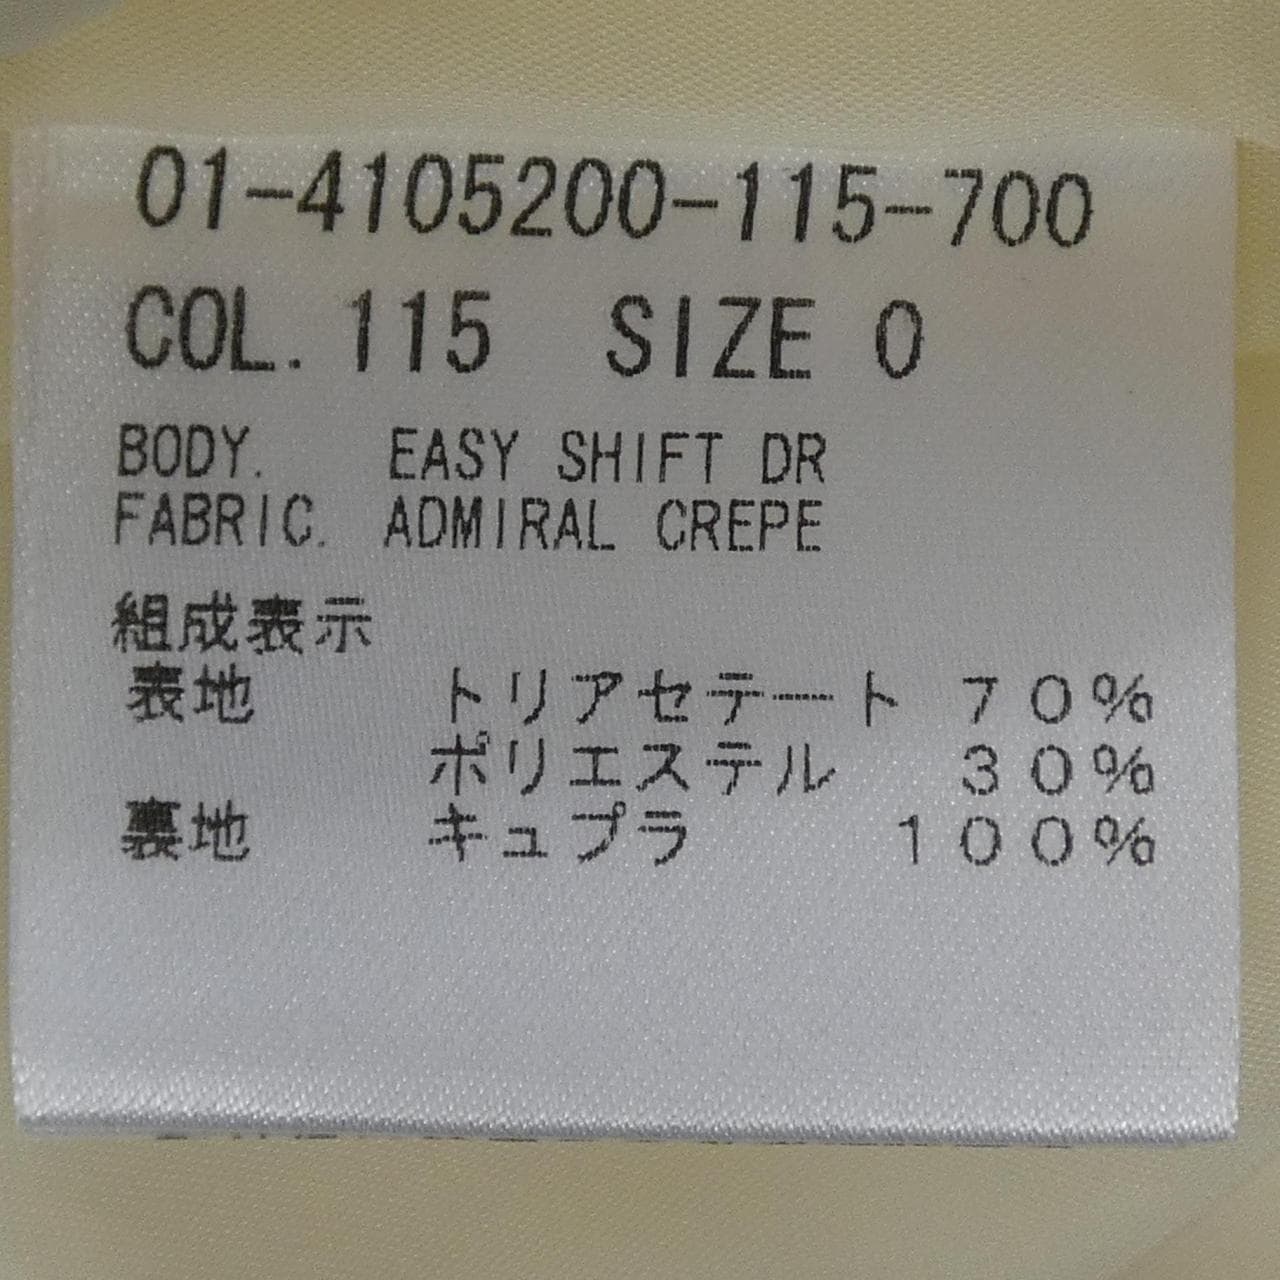 01-4105200-115-700
COL. 115 SIZE 0
BODY. EASY SHIFT DR
FABRIC. ADMIRAL CREPE
組成表示
表地 トリアセテート 70%
ポリエステル 30%
裏地 キュプラ 100%